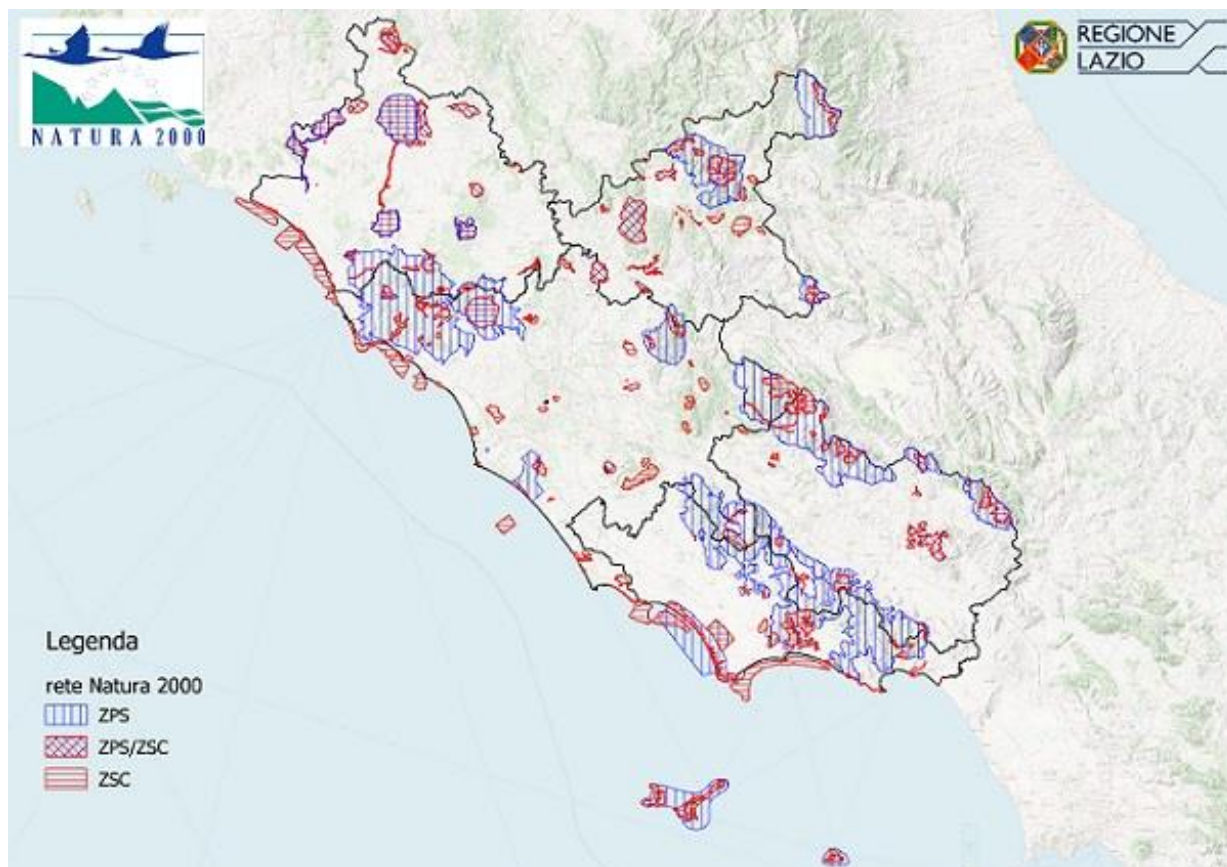 NATURA 2000
REGIONE
LAZIO
Legenda
rete Natura 2000
ZPS
ZPS/ZSC
ZSC